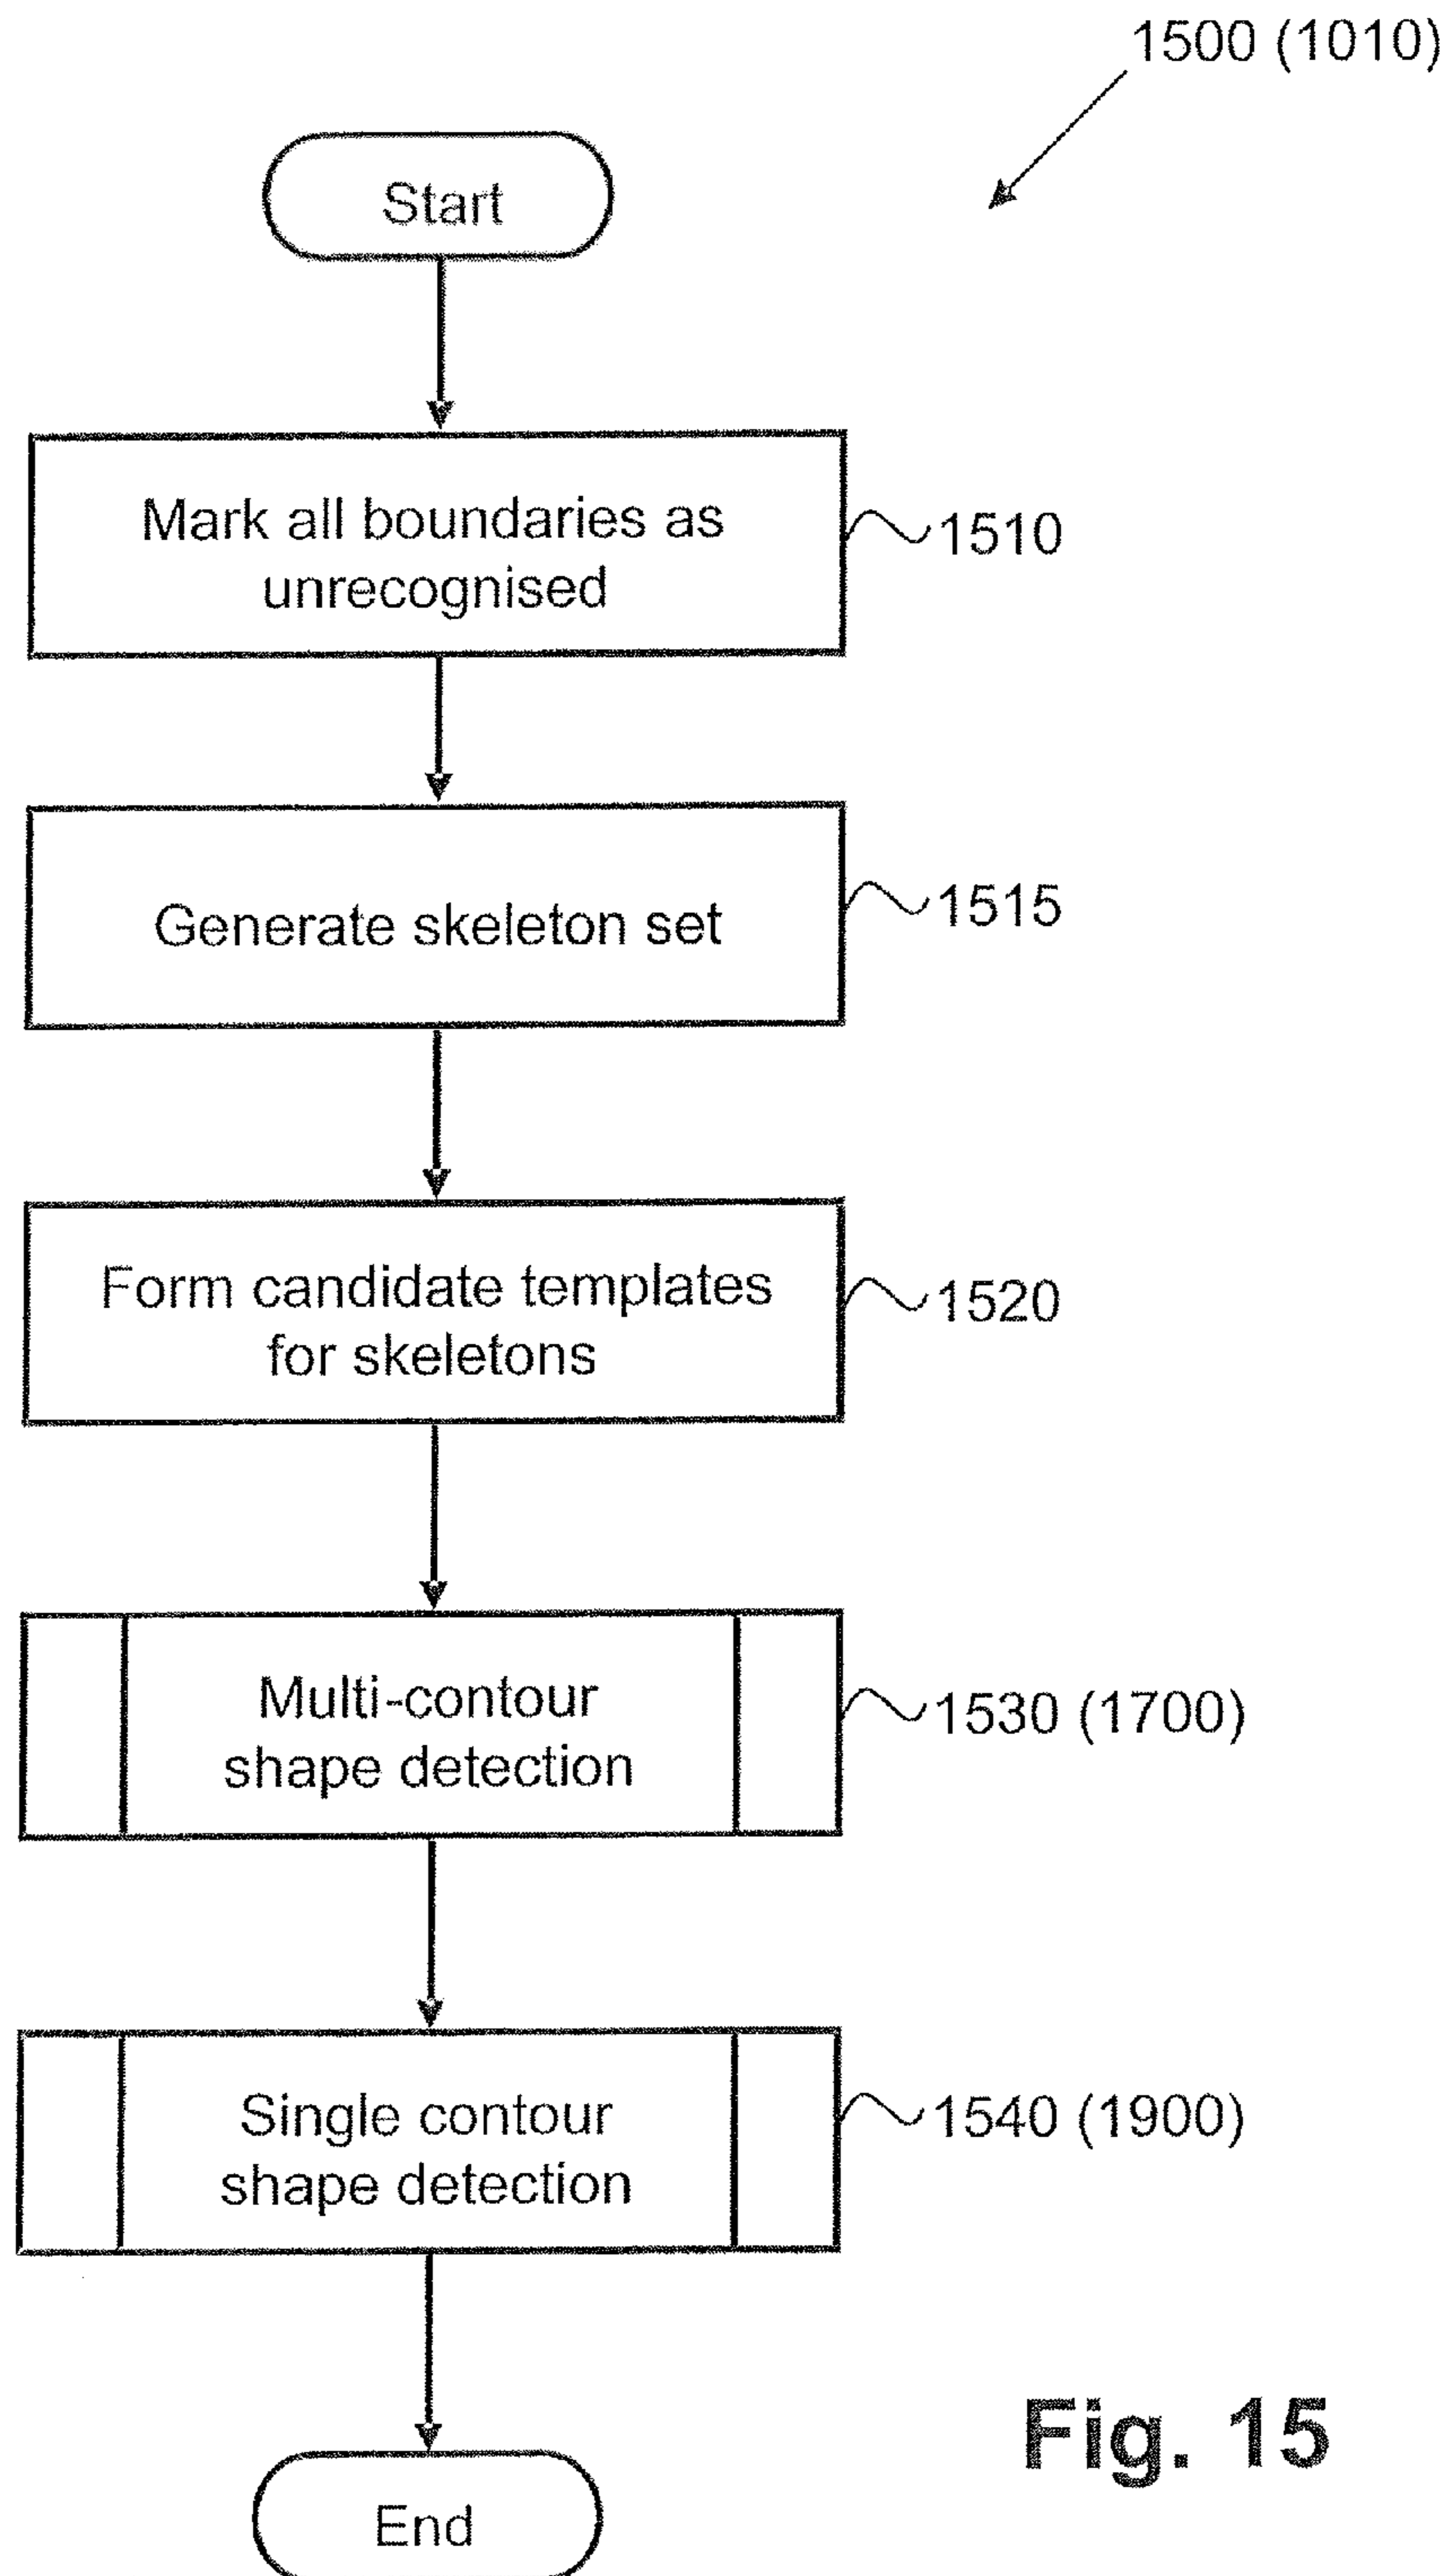 1500 (1010)
Start
Mark all boundaries as
unrecognised
1510
Generate skeleton set
1515
Form candidate templates
for skeletons
1520
Multi-contour
shape detection
1530 (1700)
Single contour
shape detection
1540 (1900)
End
Fig. 15